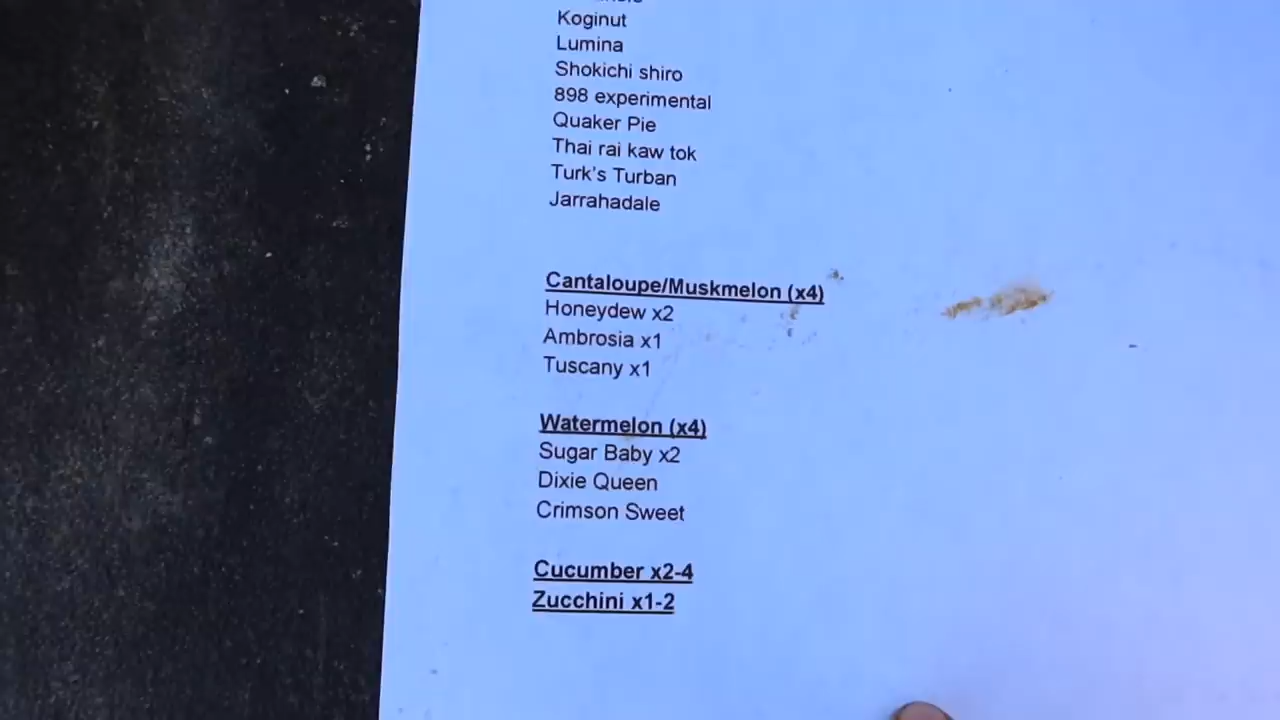 Koginut
Lumina
Shokichi shiro
898 experimental
Quaker Pie
Thai rai kaw tok
Turk's Turban
Jarrahadale
Cantaloupe/Muskmelon (x4)
Honeydew x2
Ambrosia x1
Tuscany x1
Watermelon (x4)
Sugar Baby x2
Dixie Queen
Crimson Sweet
Cucumber x2-4
Zucchini x1-2